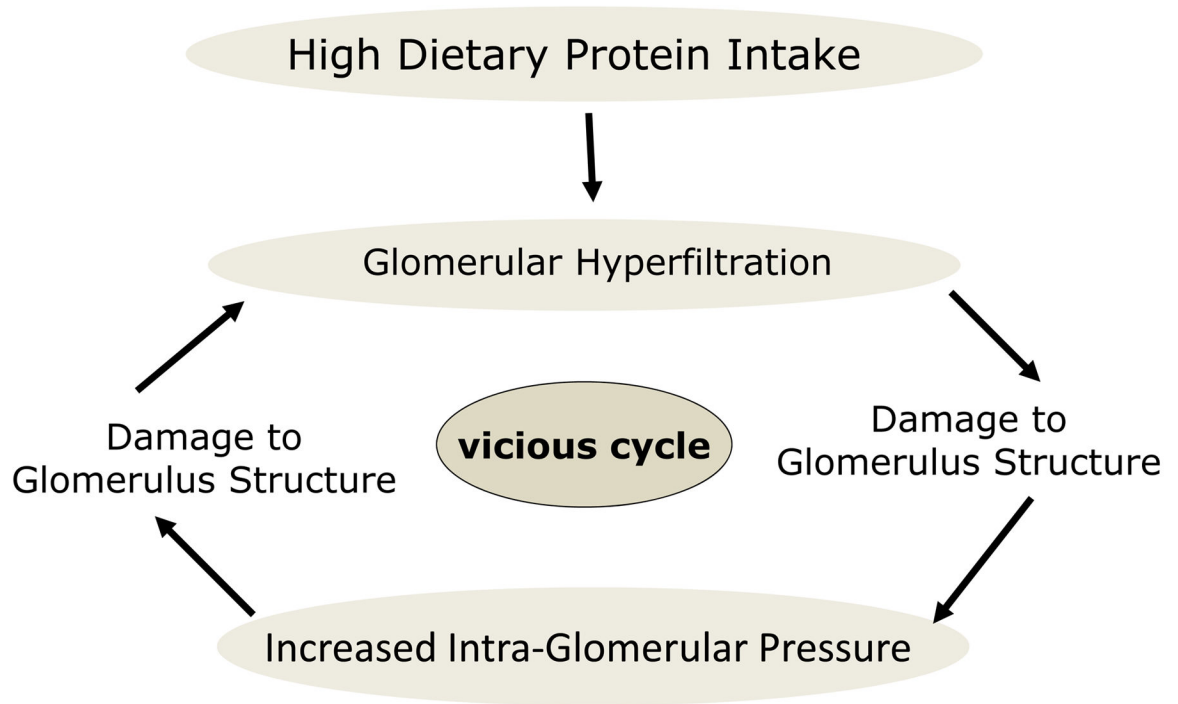 High Dietary Protein Intake
Glomerular Hyperfiltration
Damage to
Glomerulus Structure
vicious cycle
Damage to
Glomerulus Structure
Increased Intra-Glomerular Pressure